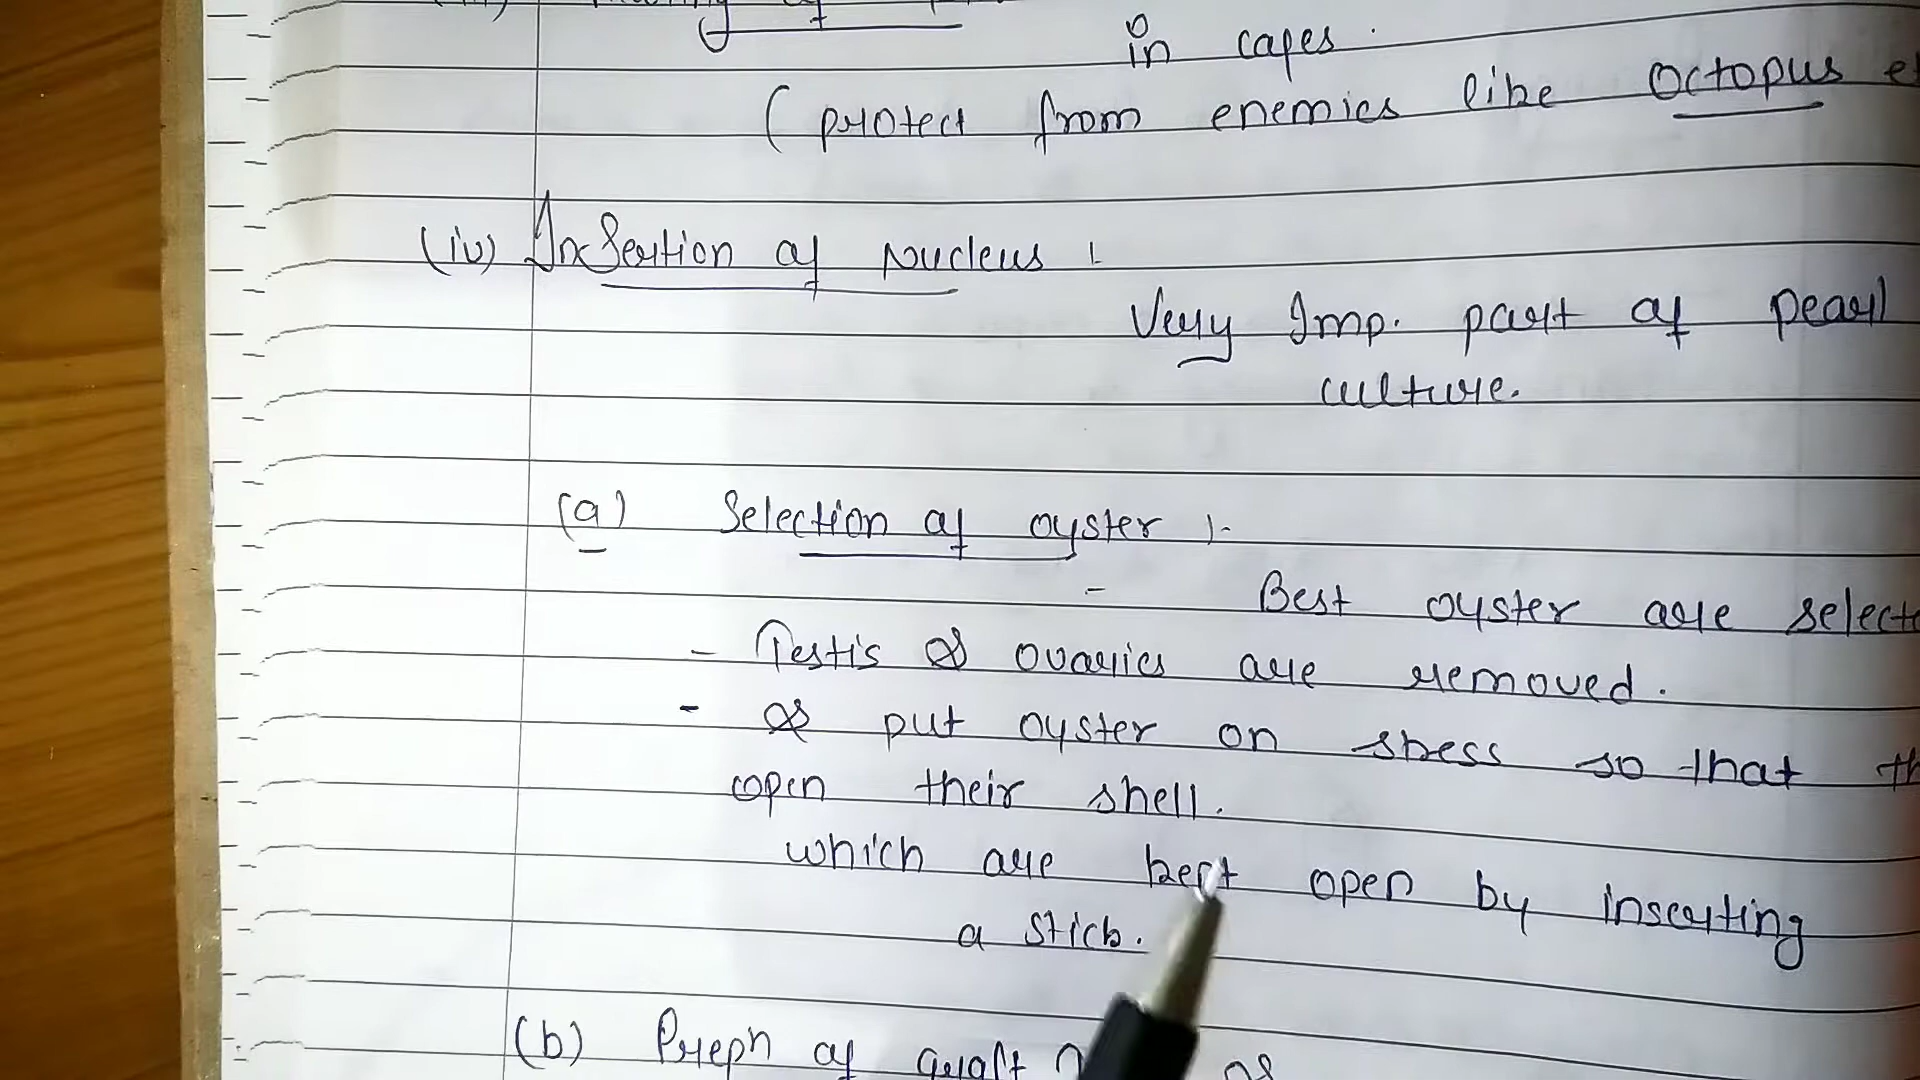 in cages.
( protect from enemies like Octopus
(iv) Insertion of Nucleus :
Very Imp. part of pearl
culture.
(a) Selection of oyster :-
- Best oyster are
- Testis & ovaries are removed.
- & put oyster on stress so that
open their shell.
which are kept open by inserting
a stick.
(b) Prepn of graft